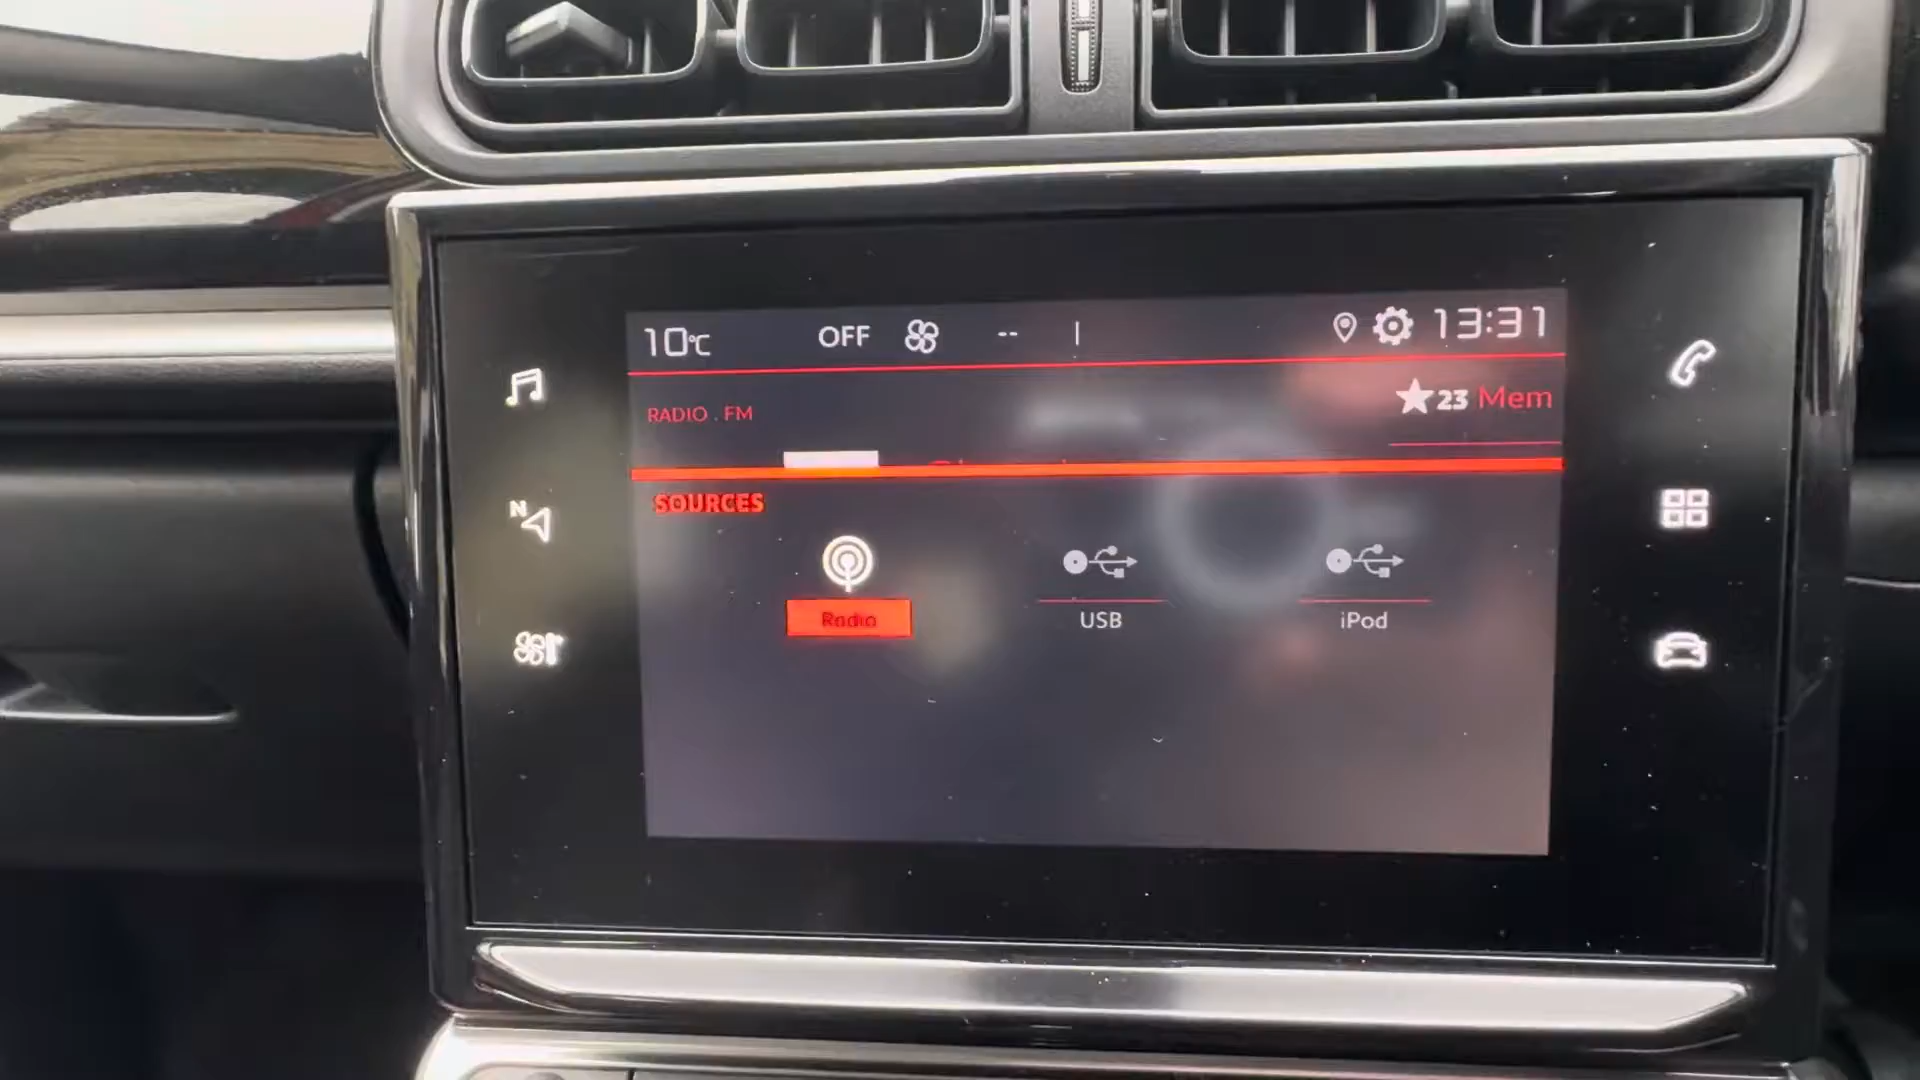 10°C OFF -- 13:31
RADIO . FM
23 Mem
SOURCES
N
Radio USB iPod